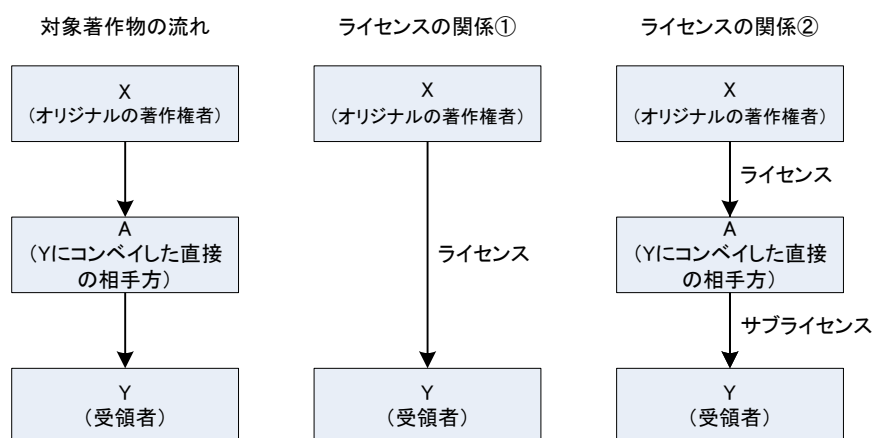 対象著作物の流れ
X
(オリジナルの著作権者)
A
(Yにコンベイした直接
の相手方)
Y
(受領者)
ライセンスの関係①
X
(オリジナルの著作権者)
ライセンス
Y
(受領者)
ライセンスの関係②
X
(オリジナルの著作権者)
ライセンス
A
(Yにコンベイした直接
の相手方)
サブライセンス
Y
(受領者)